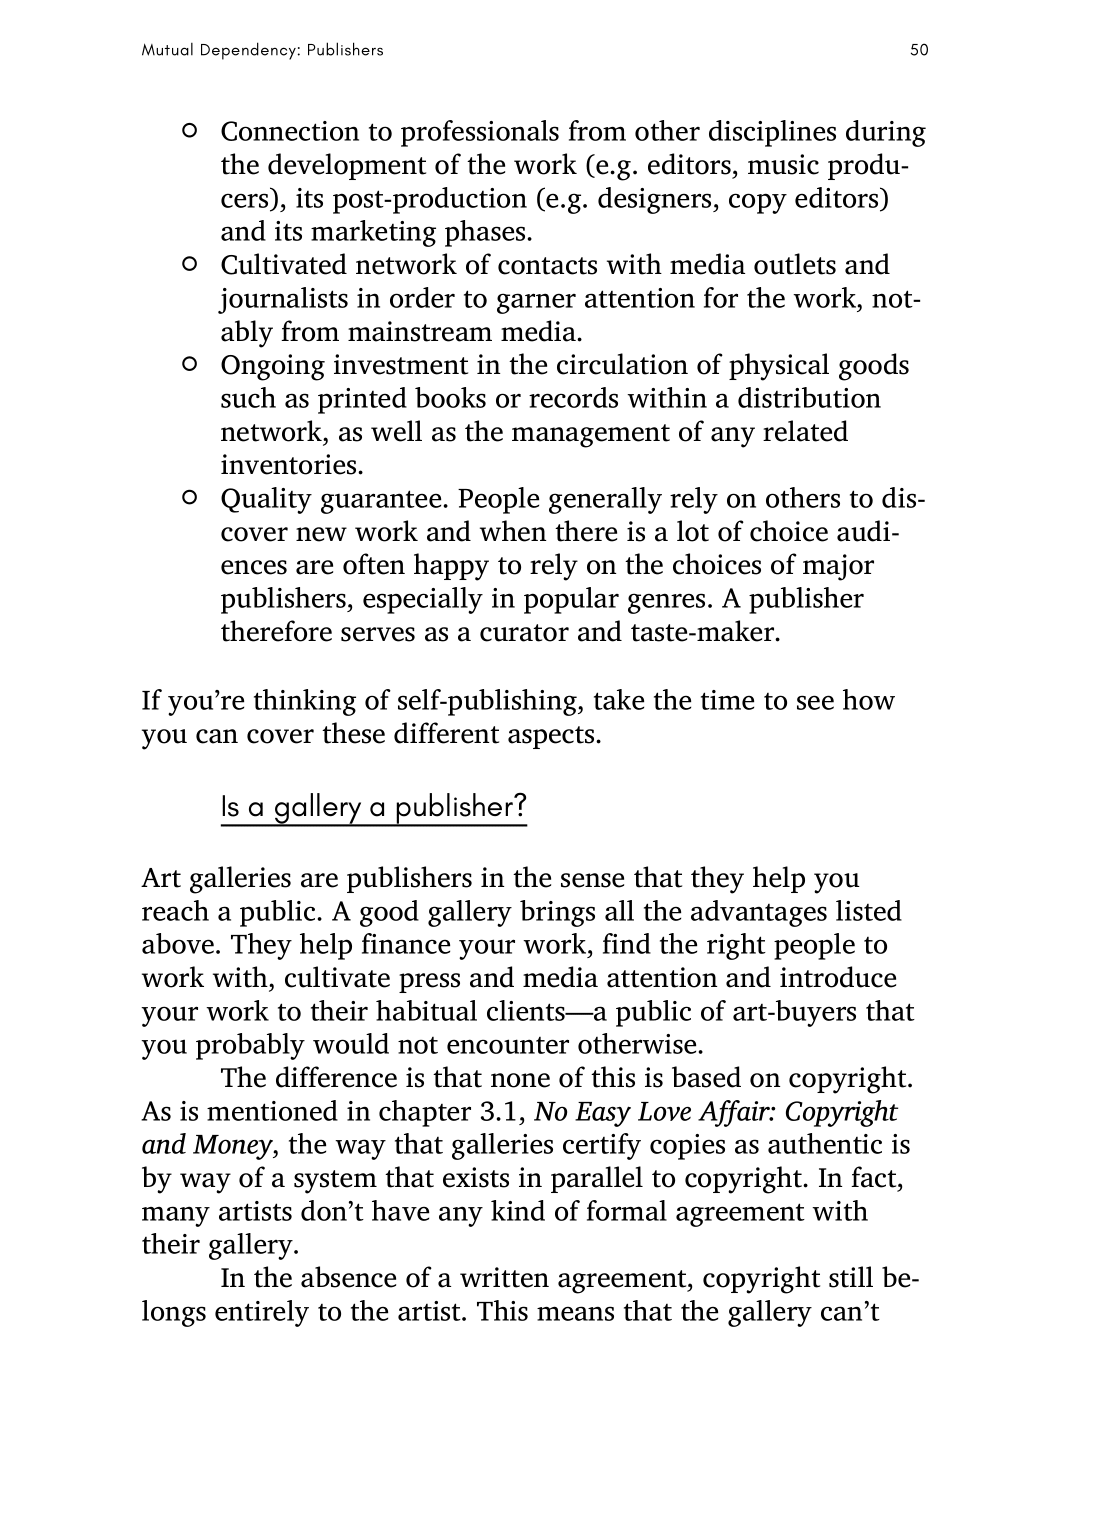 Mutual Dependency: Publishers 50
○ Connection to professionals from other disciplines during
the development of the work (e.g. editors, music produ-
cers), its post-production (e.g. designers, copy editors)
and its marketing phases.
○ Cultivated network of contacts with media outlets and
journalists in order to garner attention for the work, not-
ably from mainstream media.
○ Ongoing investment in the circulation of physical goods
such as printed books or records within a distribution
network, as well as the management of any related
inventories.
○ Quality guarantee. People generally rely on others to dis-
cover new work and when there is a lot of choice audi-
ences are often happy to rely on the choices of major
publishers, especially in popular genres. A publisher
therefore serves as a curator and taste-maker.
If you’re thinking of self-publishing, take the time to see how
you can cover these different aspects.
Is a gallery a publisher?
Art galleries are publishers in the sense that they help you
reach a public. A good gallery brings all the advantages listed
above. They help finance your work, find the right people to
work with, cultivate press and media attention and introduce
your work to their habitual clients—a public of art-buyers that
you probably would not encounter otherwise.
The difference is that none of this is based on copyright.
As is mentioned in chapter 3.1, No Easy Love Affair: Copyright
and Money, the way that galleries certify copies as authentic is
by way of a system that exists in parallel to copyright. In fact,
many artists don’t have any kind of formal agreement with
their gallery.
In the absence of a written agreement, copyright still be-
longs entirely to the artist. This means that the gallery can’t